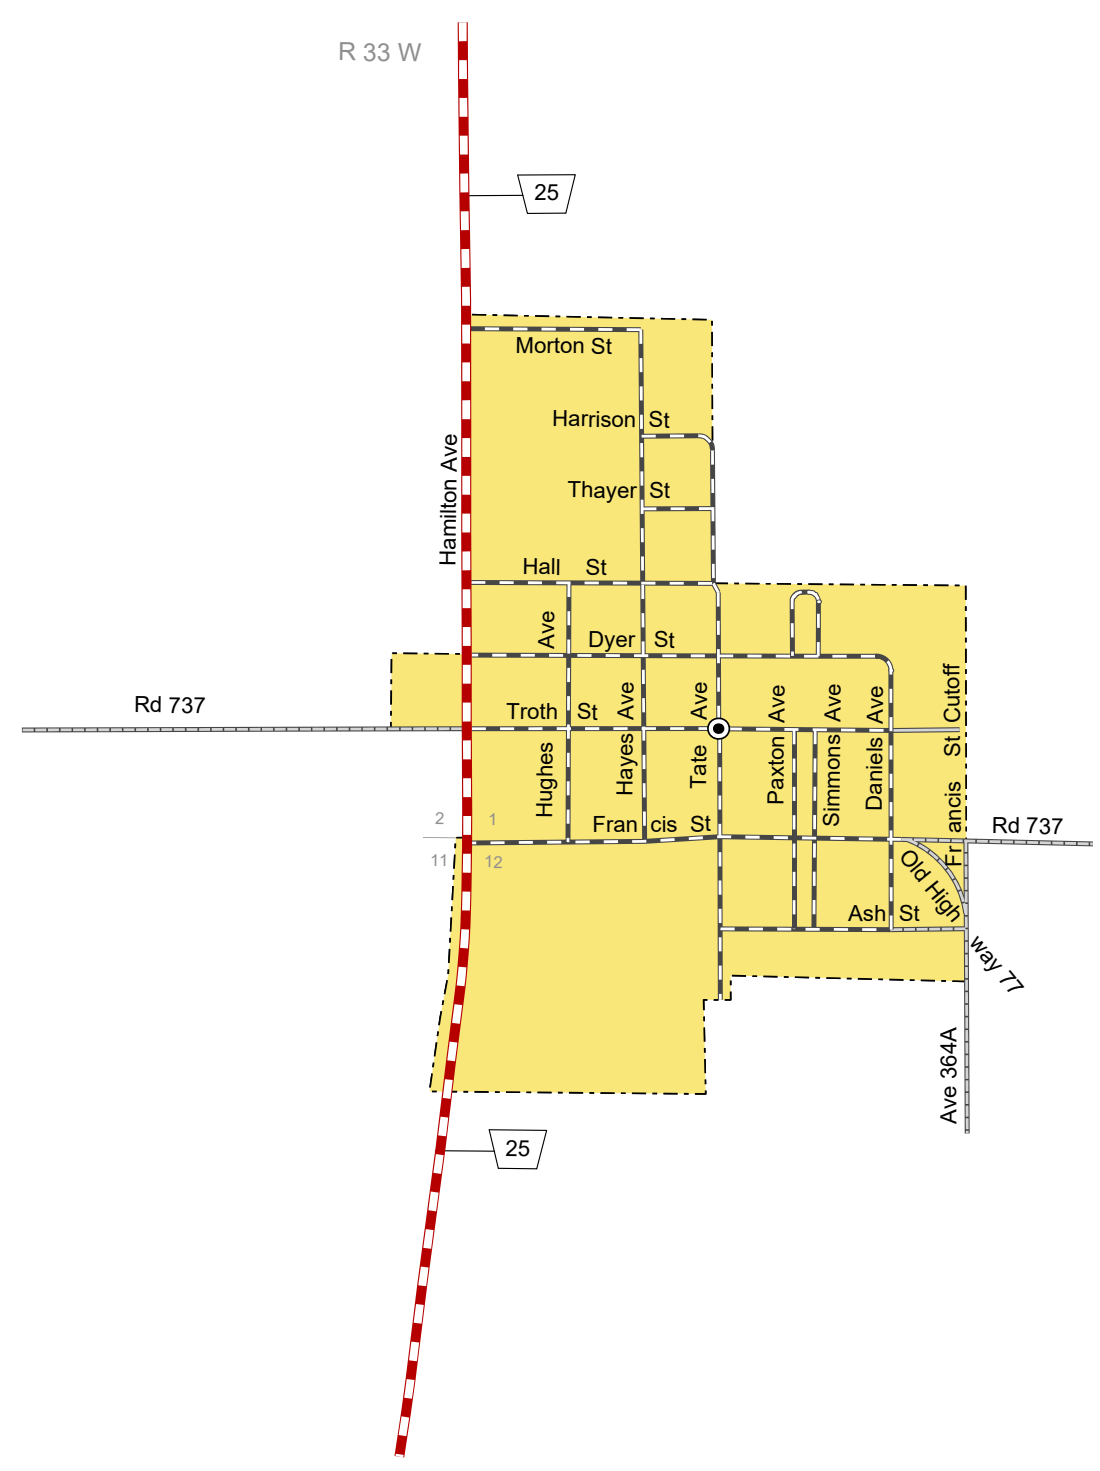 R 33 W
25
Morton St
Harrison St
Hamilton Ave
Thayer St
Hall St
Dyer St
Rd 737
Troth St
Hughes Ave
Hayes Ave
Tate Ave
Paxton Ave
Simmons Ave
Daniels Ave
Francis St Cutoff
2 1
11 12
Francis St
Rd 737
Old Highway 77
Ash St
Ave 364A
25